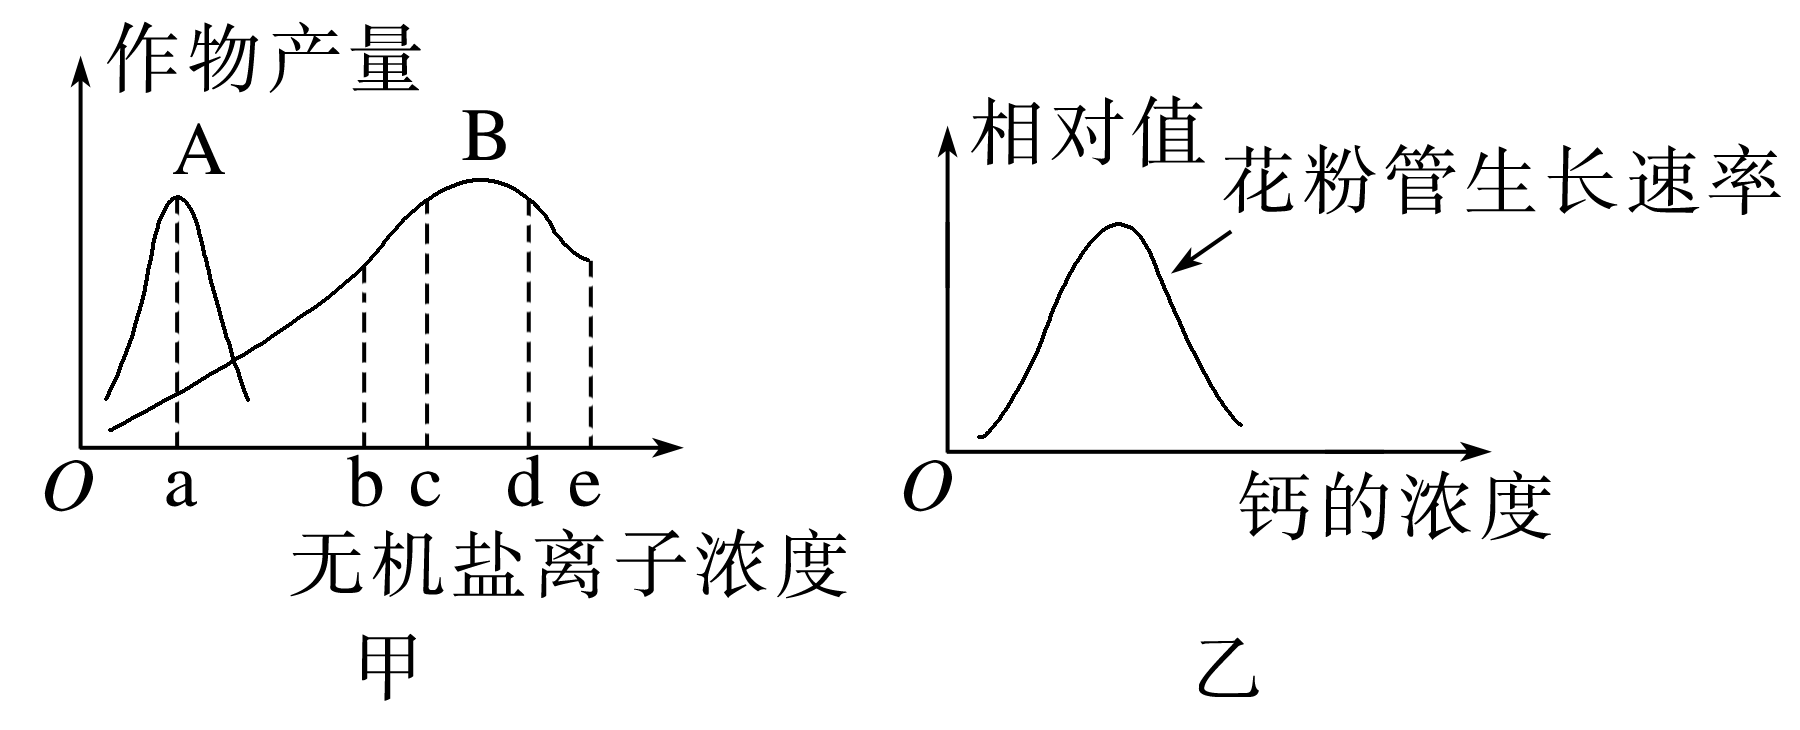 作物产量
A
B
O a b c d e
无机盐离子浓度
甲
相对值
花粉管生长速率
O
钙的浓度
乙